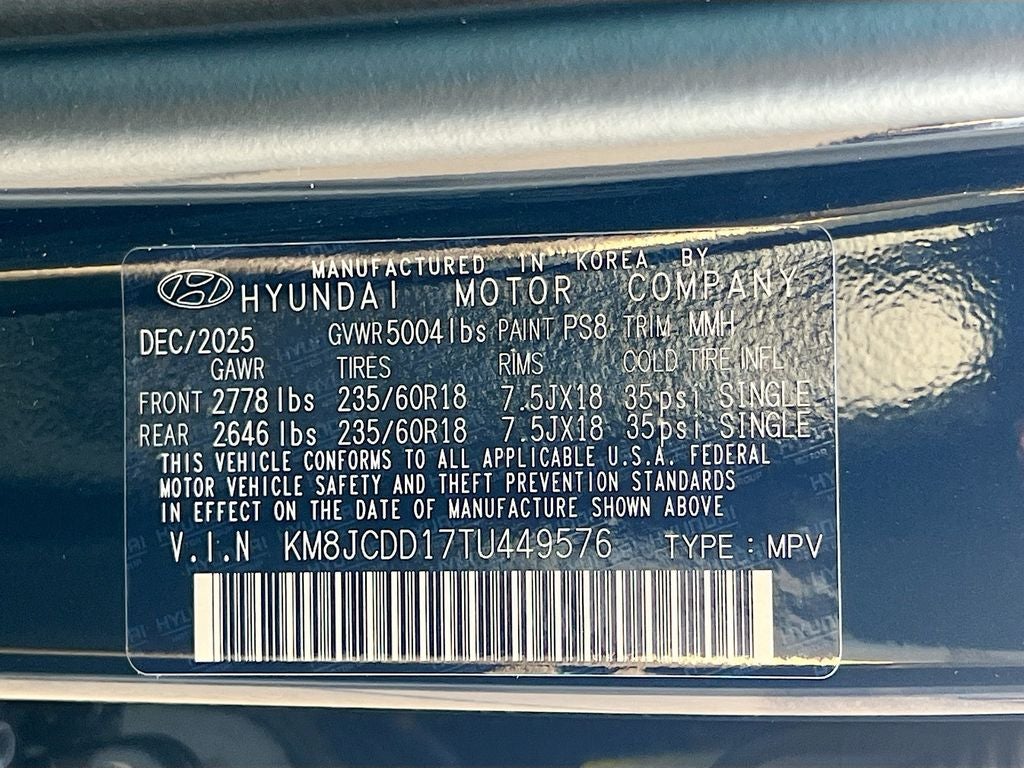 MANUFACTURED IN KOREA BY
HYUNDAI MOTOR COMPANY
DEC/2025 GVWR 5004 lbs PAINT PS8 TRIM MMH
GAWR TIRES RIMS COLD TIRE INFL
FRONT 2778 lbs 235/60R18 7.5JX18 35psi SINGLE
REAR 2646 lbs 235/60R18 7.5JX18 35psi SINGLE
THIS VEHICLE CONFORMS TO ALL APPLICABLE U.S.A. FEDERAL
MOTOR VEHICLE SAFETY AND THEFT PREVENTION STANDARDS
IN EFFECT ON THE DATE OF MANUFACTURE SHOWN ABOVE
V.I.N KM8JCDD17TU449576 TYPE : MPV